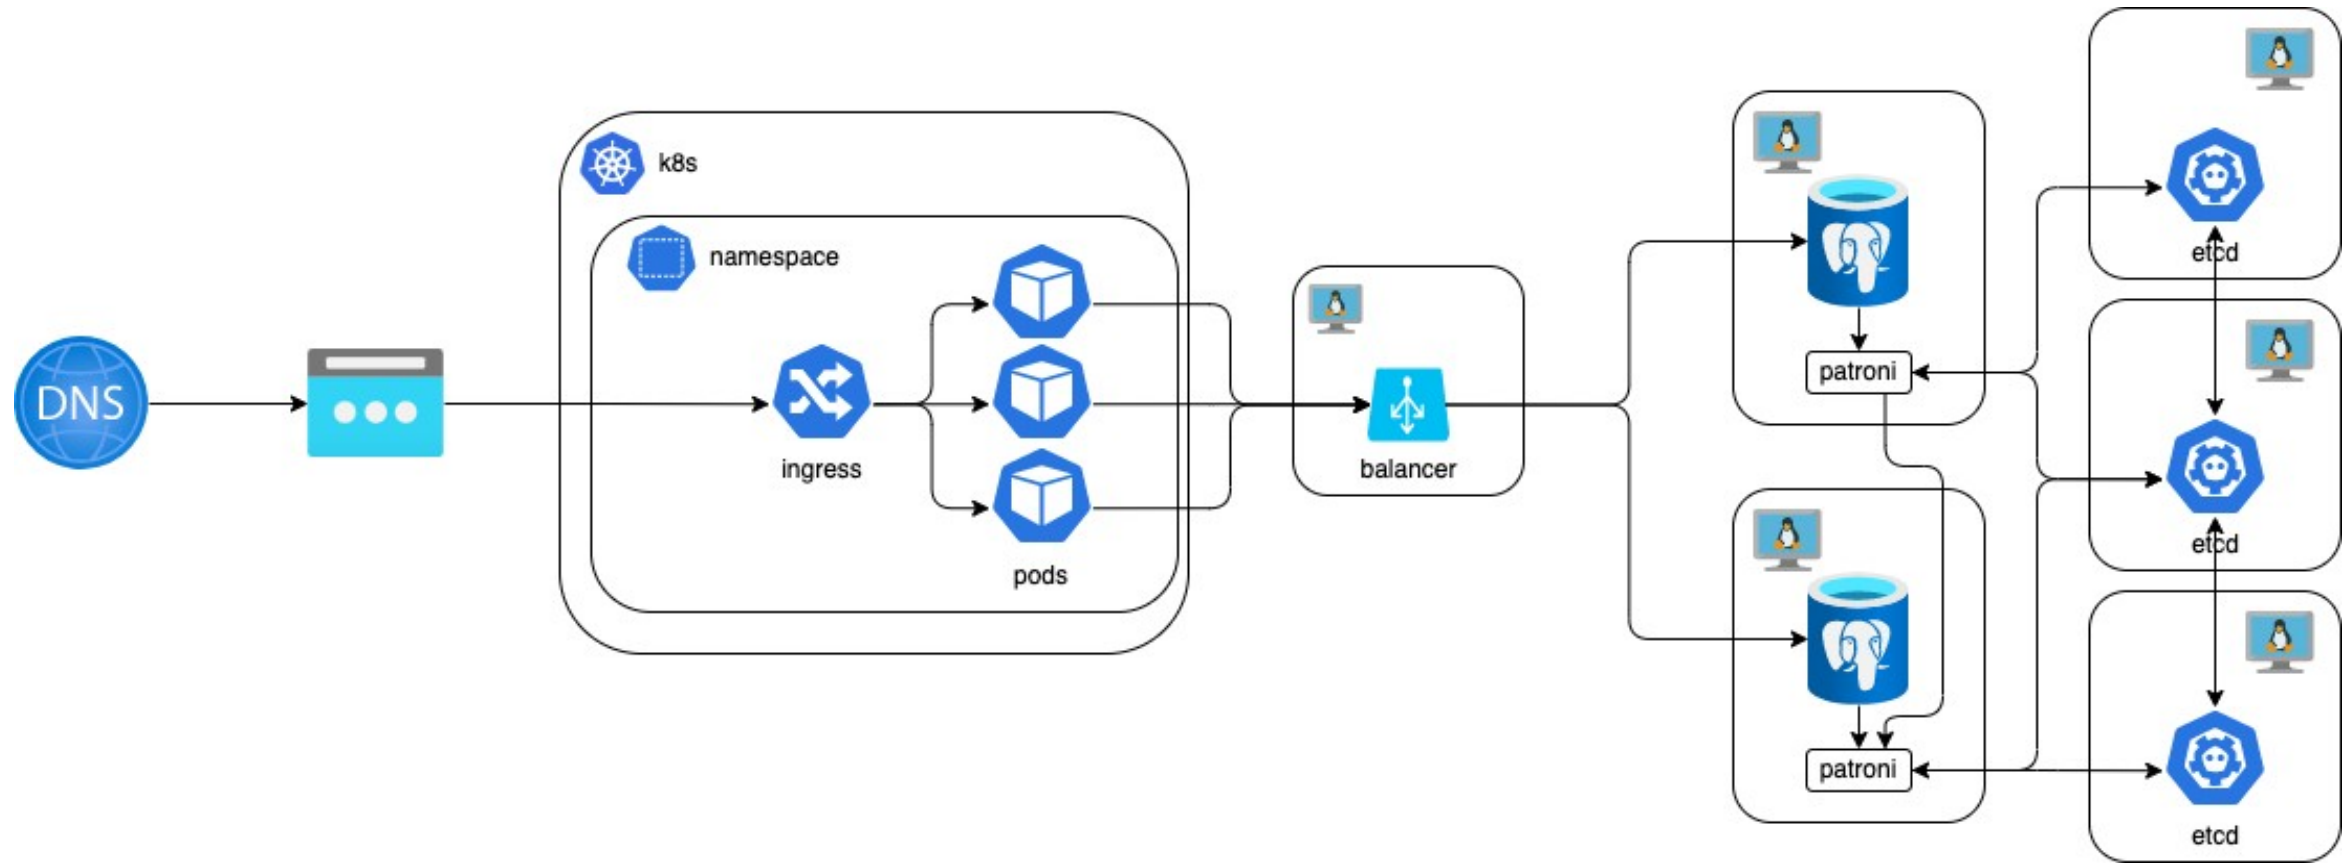 DNS
k8s
namespace
ingress
pods
balancer
patroni
patroni
etcd
etcd
etcd